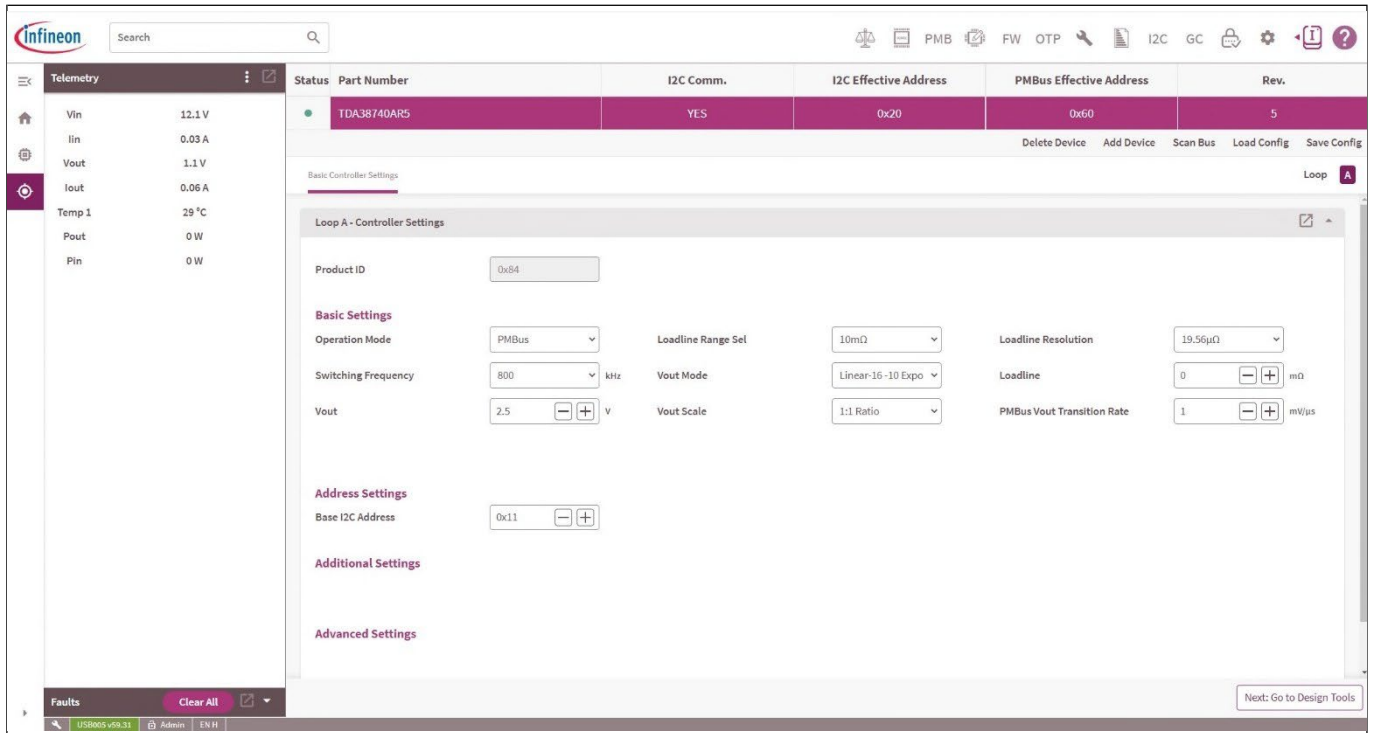 infineon Search PMB FW OTP I2C GC ?
Telemetry
Vin 12.1 V
Iin 0.03 A
Vout 1.1 V
Iout 0.06 A
Temp 1 29 °C
Pout 0 W
Pin 0 W
Status Part Number I2C Comm. I2C Effective Address PMBus Effective Address Rev.
TDA38740AR5 YES 0x20 0x60 5
Delete Device Add Device Scan Bus Load Config Save Config
Basic Controller Settings Loop A
Loop A - Controller Settings
Product ID 0x84
Basic Settings
Operation Mode PMBus Loadline Range Sel 10mΩ Loadline Resolution 19.56μΩ
Switching Frequency 800 kHz Vout Mode Linear-16 -10 Expo Loadline 0 mΩ
Vout 2.5 V Vout Scale 1:1 Ratio PMBus Vout Transition Rate 1 mV/μs
Address Settings
Base I2C Address 0x11
Additional Settings
Advanced Settings
Faults Clear All
Next: Go to Design Tools
USB005 v59.31 Admin EN H